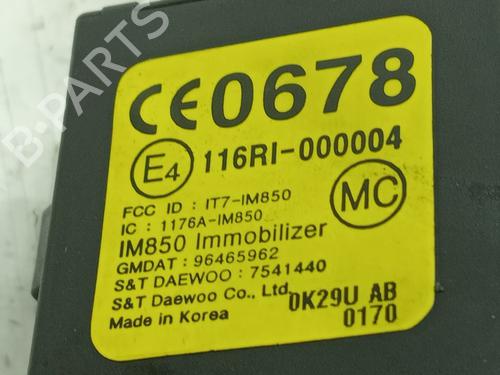 CE0678
E4 116RI-000004
FCC ID : IT7-IM850
IC : 1176A-IM850
MC
IM850 Immobilizer
GMDAT : 96465962
S&T DAEWOO : 7541440
S&T Daewoo Co., Ltd.
Made in Korea
0K29U AB
0170
B-PARTS
B-PARTS